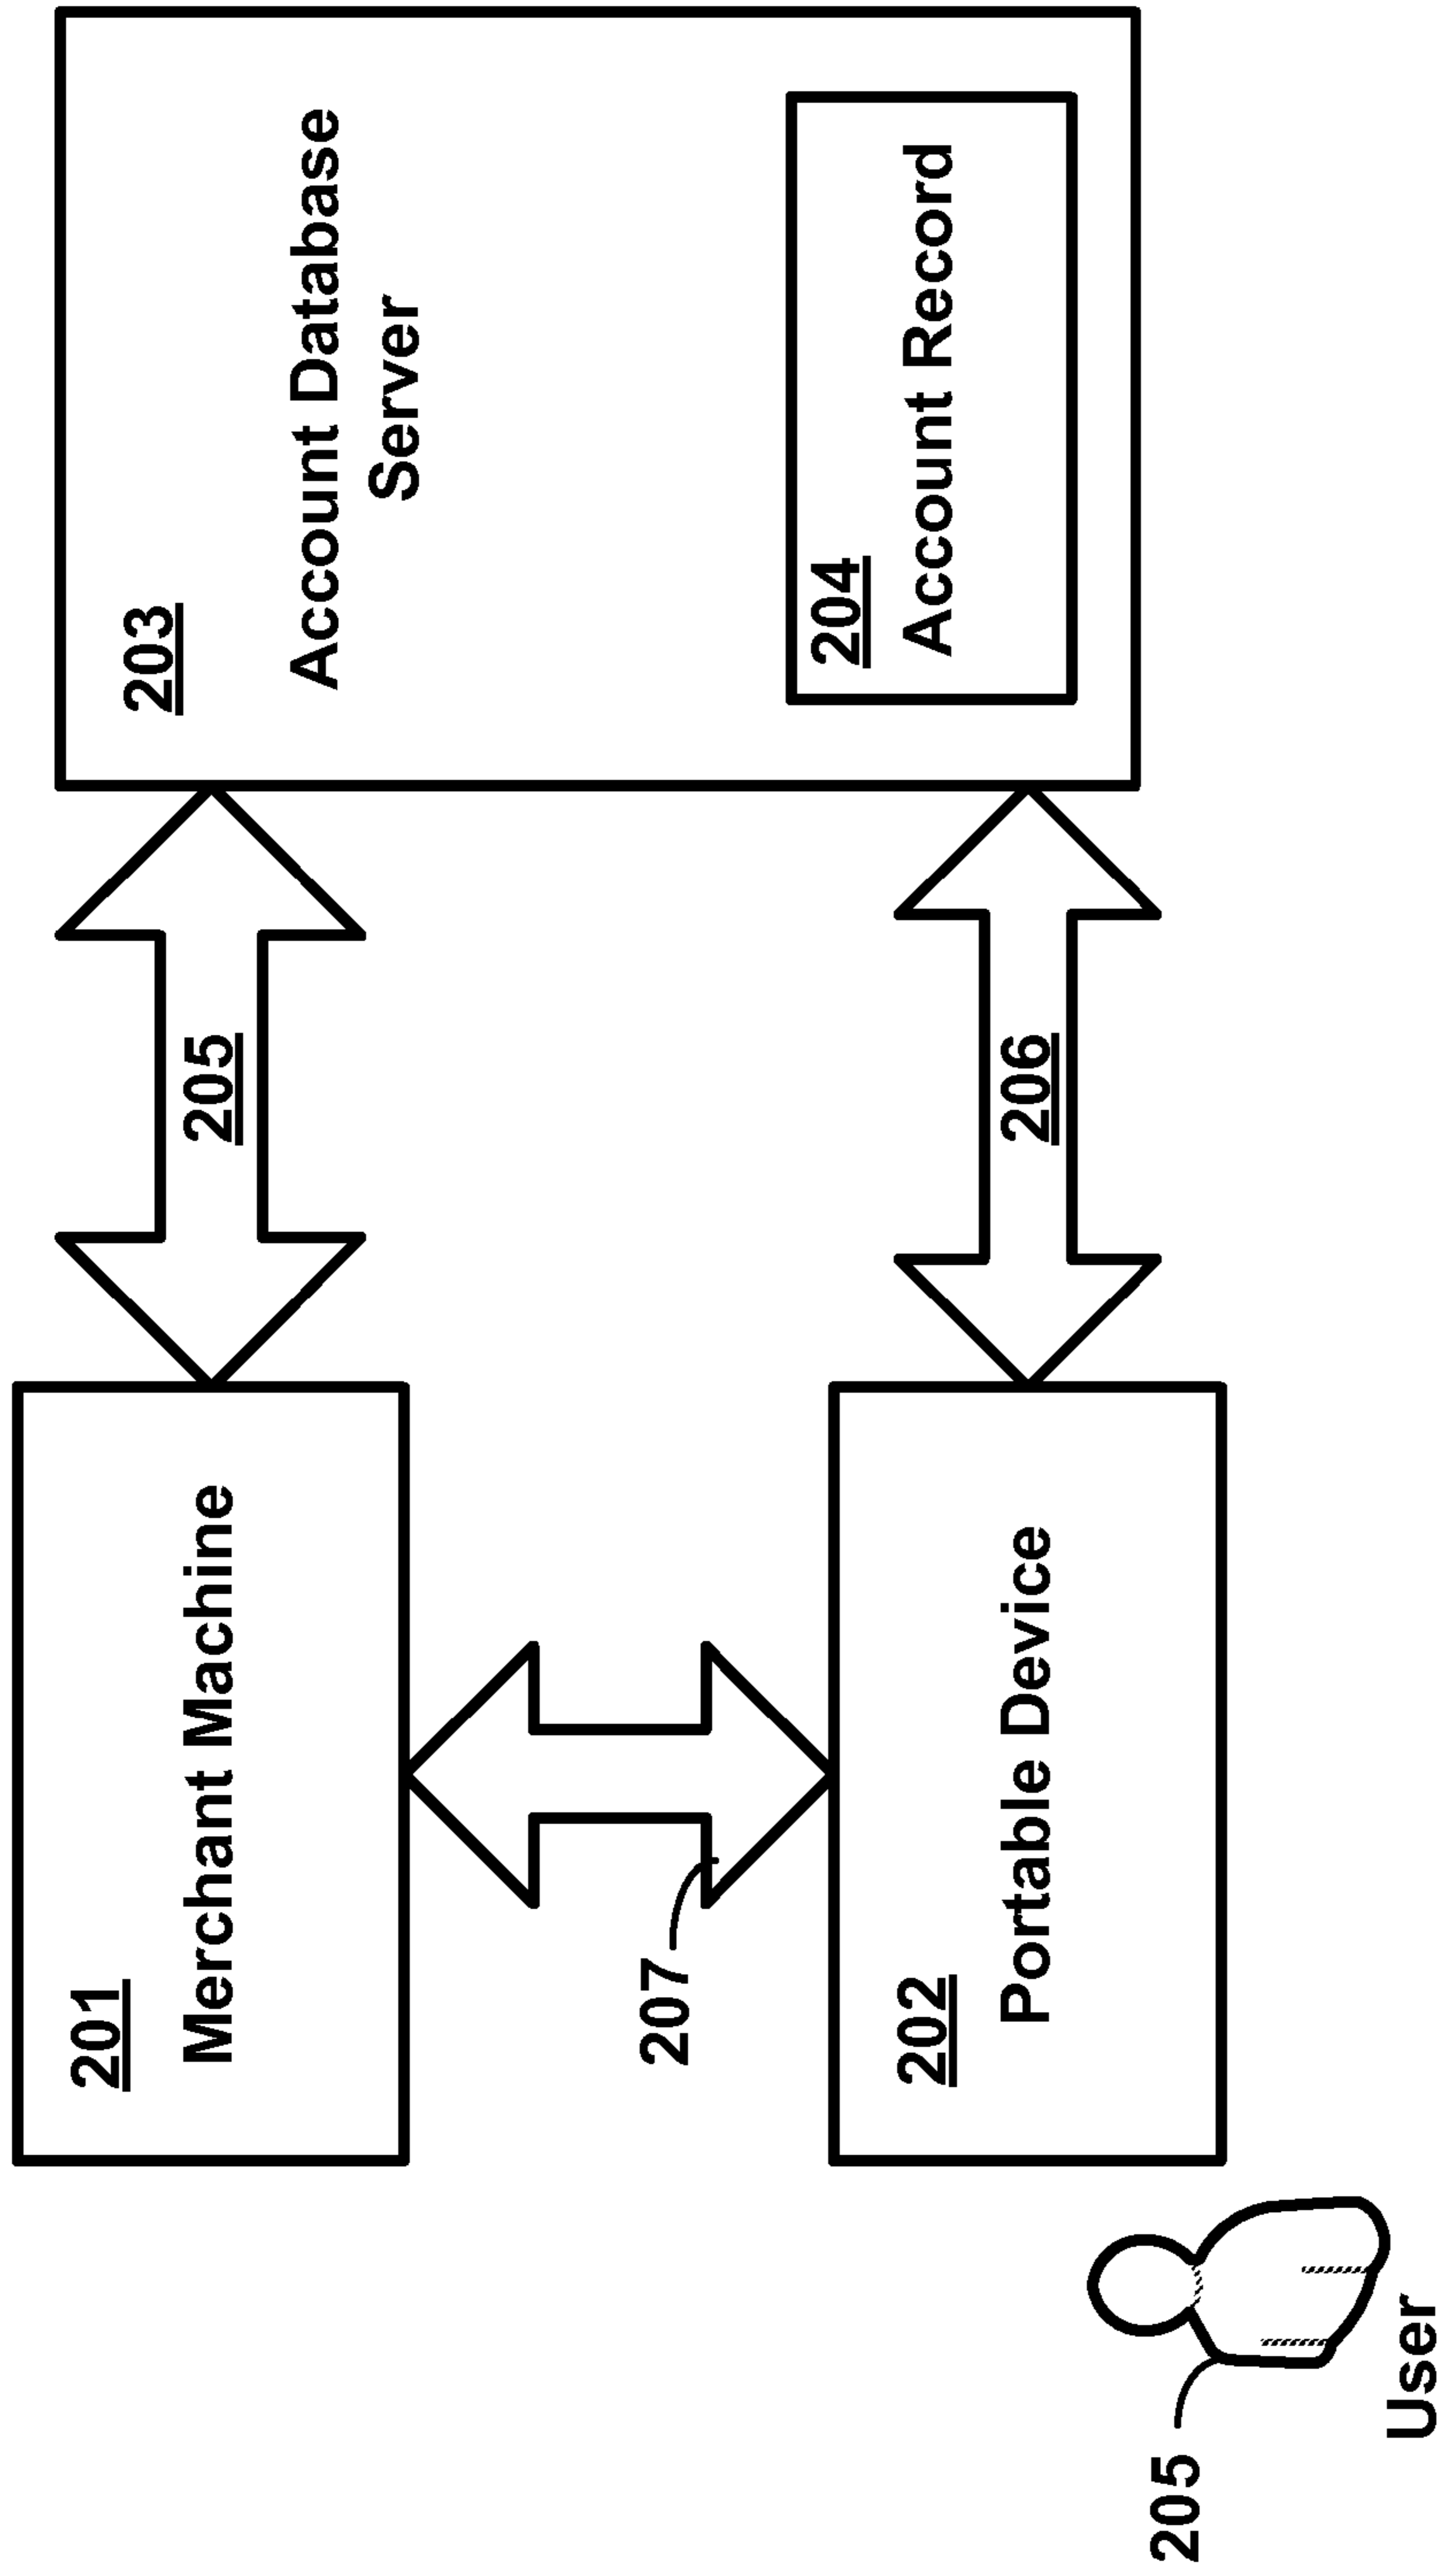 201
Merchant Machine
205
203
Account Database
Server
207
202
Portable Device
206
204
Account Record
205
User